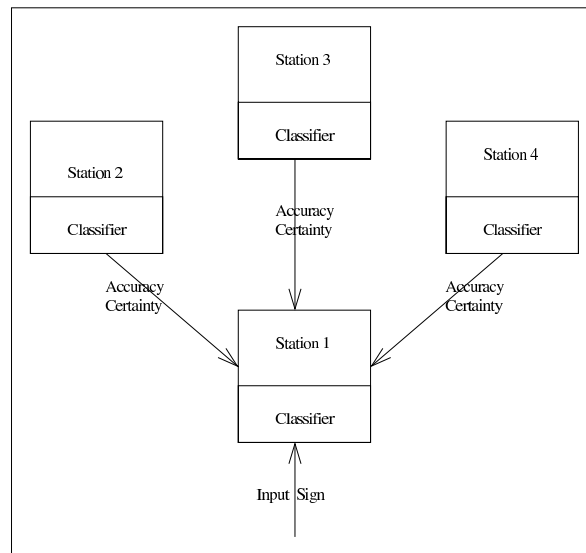 Station 3
Classifier
Station 2
Classifier
Station 4
Classifier
Accuracy
Certainty
Accuracy
Certainty
Accuracy
Certainty
Station 1
Classifier
Input Sign